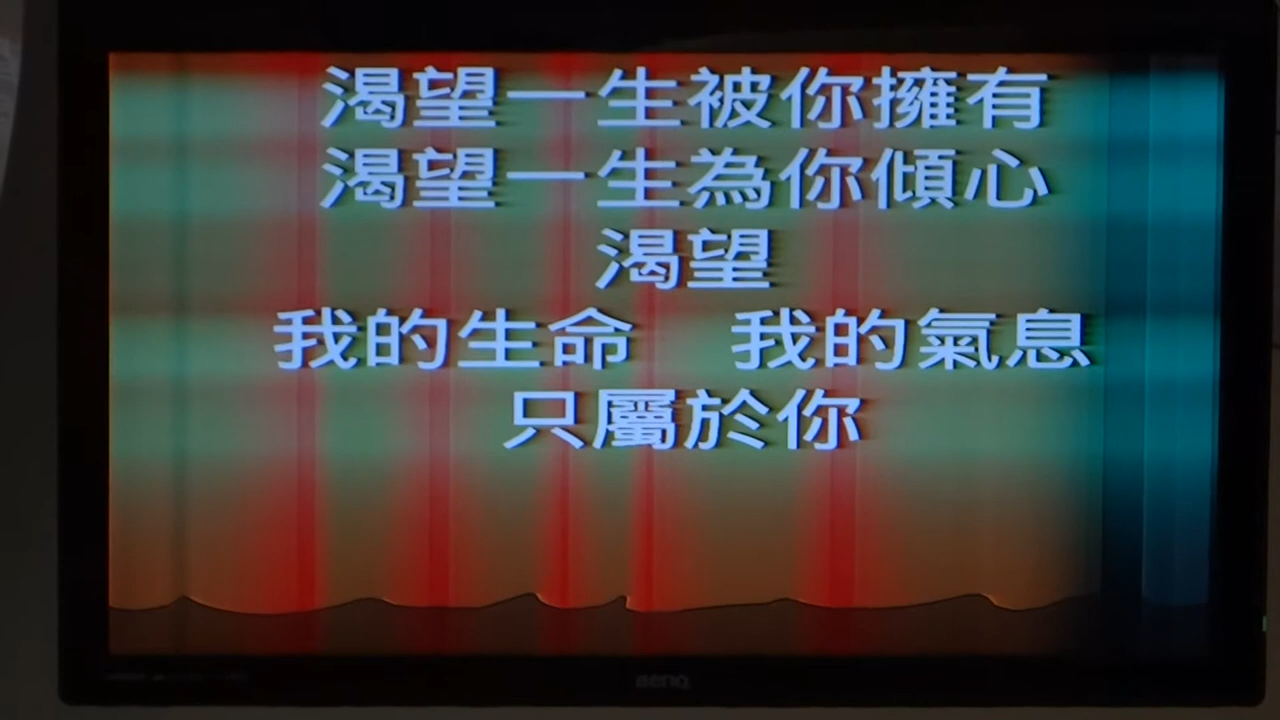 渴望一生被你擁有
渴望一生為你傾心
渴望
我的生命 我的氣息
只屬於你
BenQ